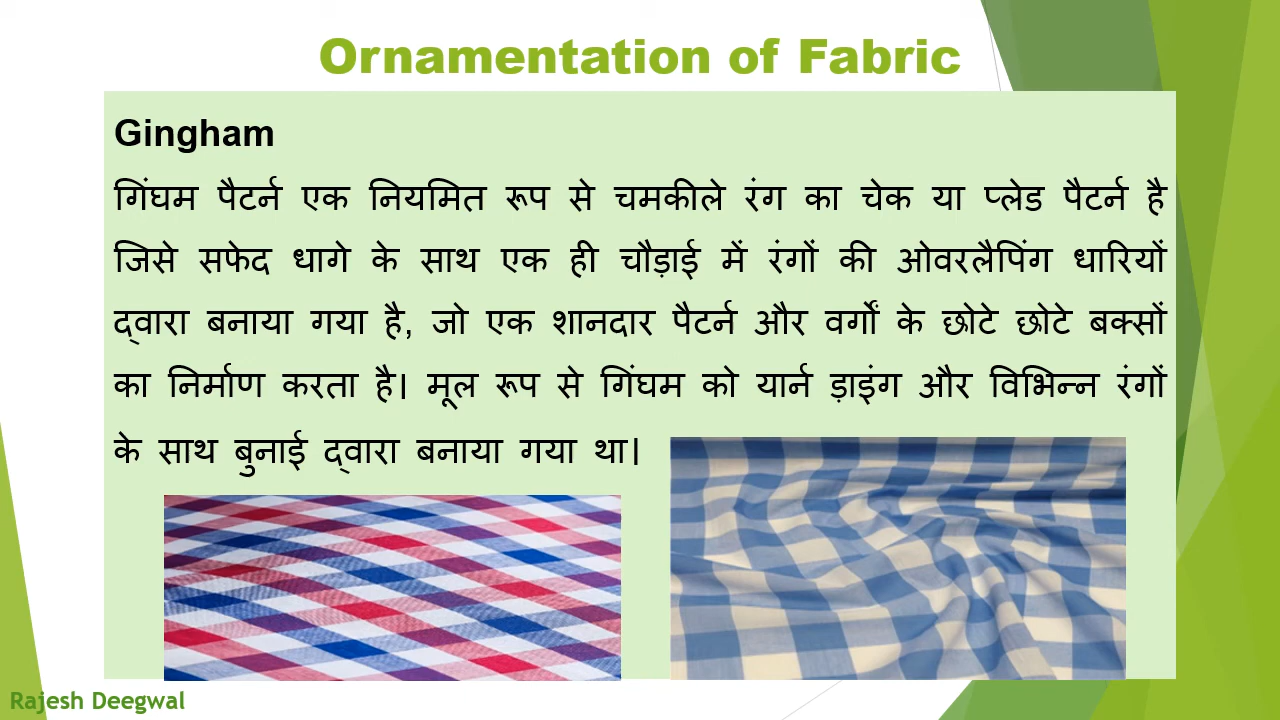 Ornamentation of Fabric
Gingham
गिंघम पैटर्न एक नियमित रूप से चमकीले रंग का चेक या प्लेड पैटर्न है
जिसे सफेद धागे के साथ एक ही चौड़ाई में रंगों की ओवरलैपिंग धारियों
द्वारा बनाया गया है, जो एक शानदार पैटर्न और वर्गों के छोटे छोटे बक्सों
का निर्माण करता है। मूल रूप से गिंघम को यार्न ड़ाइंग और विभिन्न रंगों
के साथ बुनाई द्वारा बनाया गया था।
Rajesh Deegwal